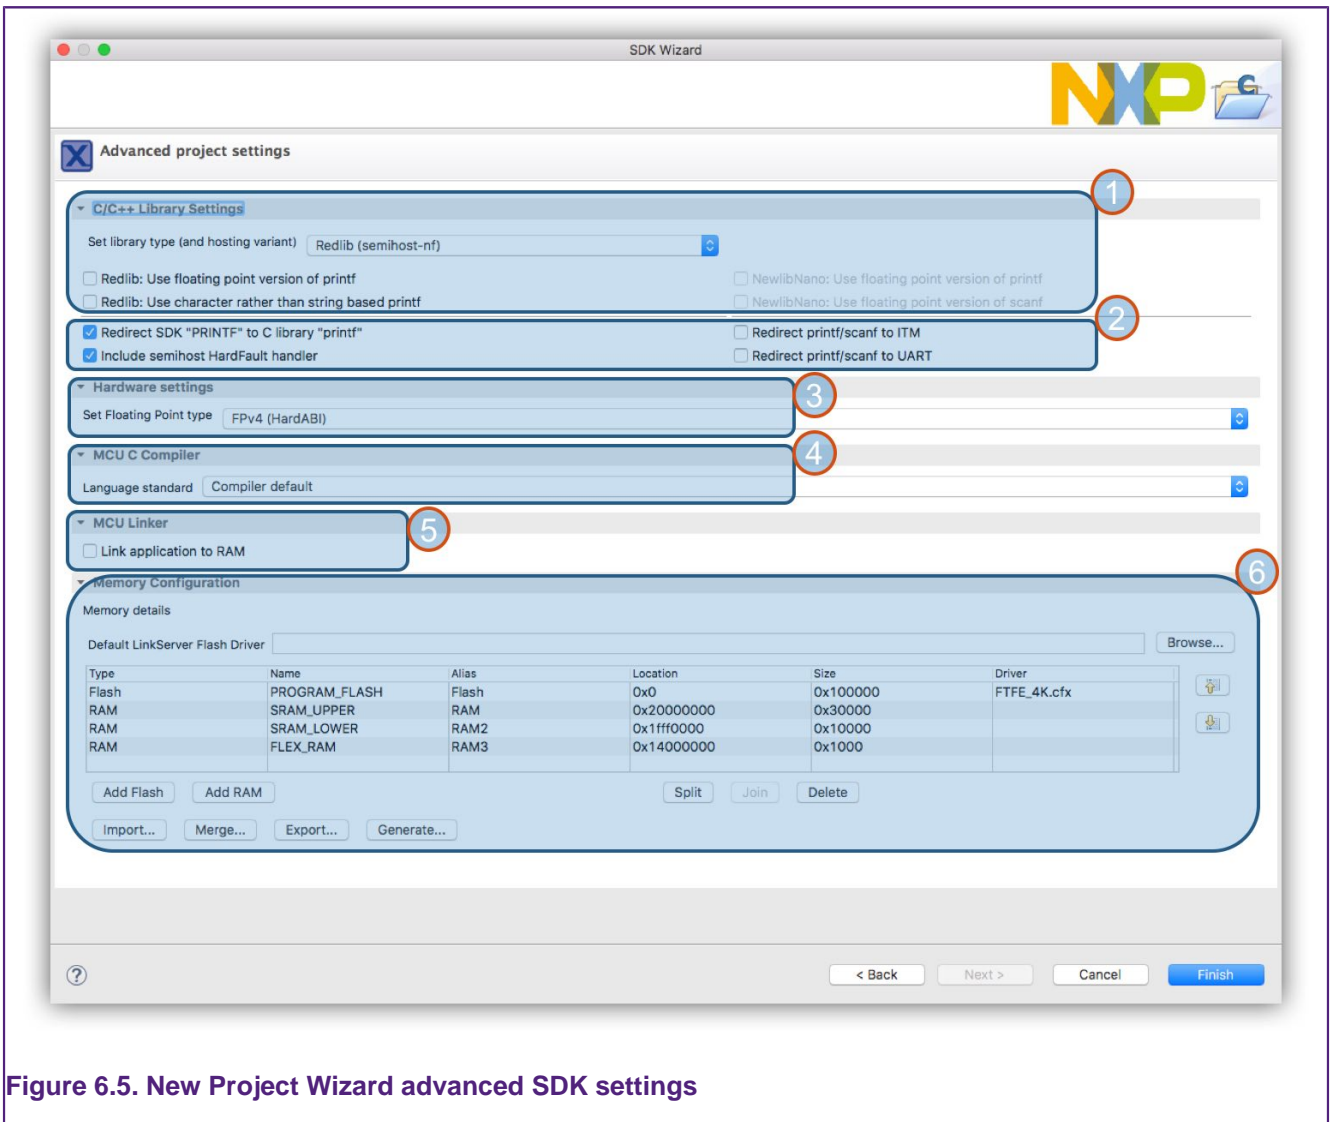 SDK Wizard
NXP
C
X Advanced project settings
1
C/C++ Library Settings
Set library type (and hosting variant) Redlib (semihost-nf)
Redlib: Use floating point version of printf NewlibNano: Use floating point version of printf
Redlib: Use character rather than string based printf NewlibNano: Use floating point version of scanf
2
Redirect SDK "PRINTF" to C library "printf" Redirect printf/scanf to ITM
Include semihost HardFault handler Redirect printf/scanf to UART
Hardware settings 3
Set Floating Point type FPv4 (HardABI)
MCU C Compiler 4
Language standard Compiler default
MCU Linker 5
Link application to RAM
Memory Configuration 6
Memory details
Default LinkServer Flash Driver Browse...
Type Name Alias Location Size Driver
Flash PROGRAM_FLASH Flash 0x0 0x100000 FTFE_4K.cfx
RAM SRAM_UPPER RAM 0x20000000 0x30000
RAM SRAM_LOWER RAM2 0x1fff0000 0x10000
RAM FLEX_RAM RAM3 0x14000000 0x1000
Add Flash Add RAM Split Join Delete
Import... Merge... Export... Generate...
? < Back Next > Cancel Finish
Figure 6.5. New Project Wizard advanced SDK settings